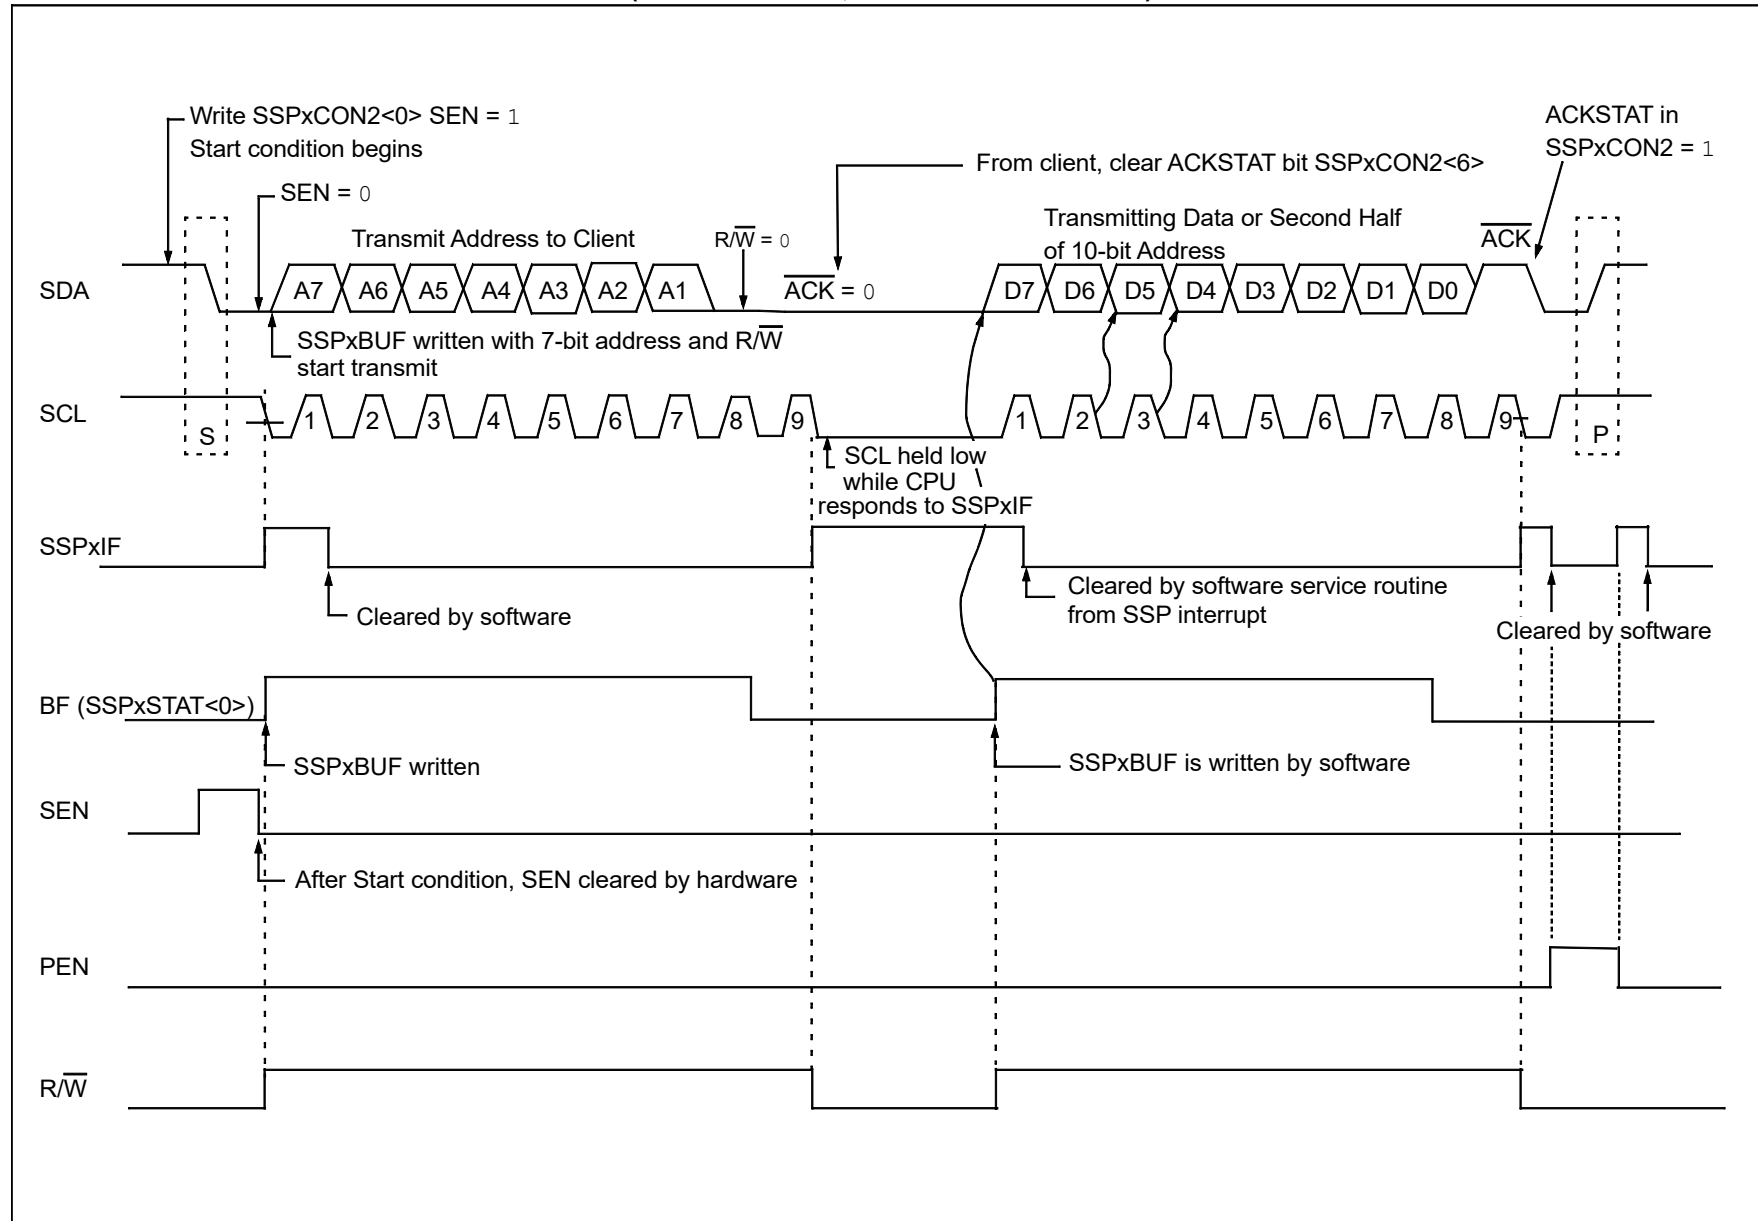 Write SSPxCON2<0> SEN = 1
Start condition begins
ACKSTAT in
SSPxCON2 = 1
From client, clear ACKSTAT bit SSPxCON2<6>
SEN = 0
Transmit Address to Client
R/W̅ = 0
Transmitting Data or Second Half
of 10-bit Address
A̅C̅K̅
SDA
A7 A6 A5 A4 A3 A2 A1
A̅C̅K̅ = 0
D7 D6 D5 D4 D3 D2 D1 D0
SSPxBUF written with 7-bit address and R/W̅
start transmit
SCL
S
1 2 3 4 5 6 7 8 9
1 2 3 4 5 6 7 8 9
P
SCL held low
while CPU
responds to SSPxIF
SSPxIF
Cleared by software
Cleared by software service routine
from SSP interrupt
Cleared by software
BF (SSPxSTAT<0>)
SSPxBUF written
SSPxBUF is written by software
SEN
After Start condition, SEN cleared by hardware
PEN
R/W̅